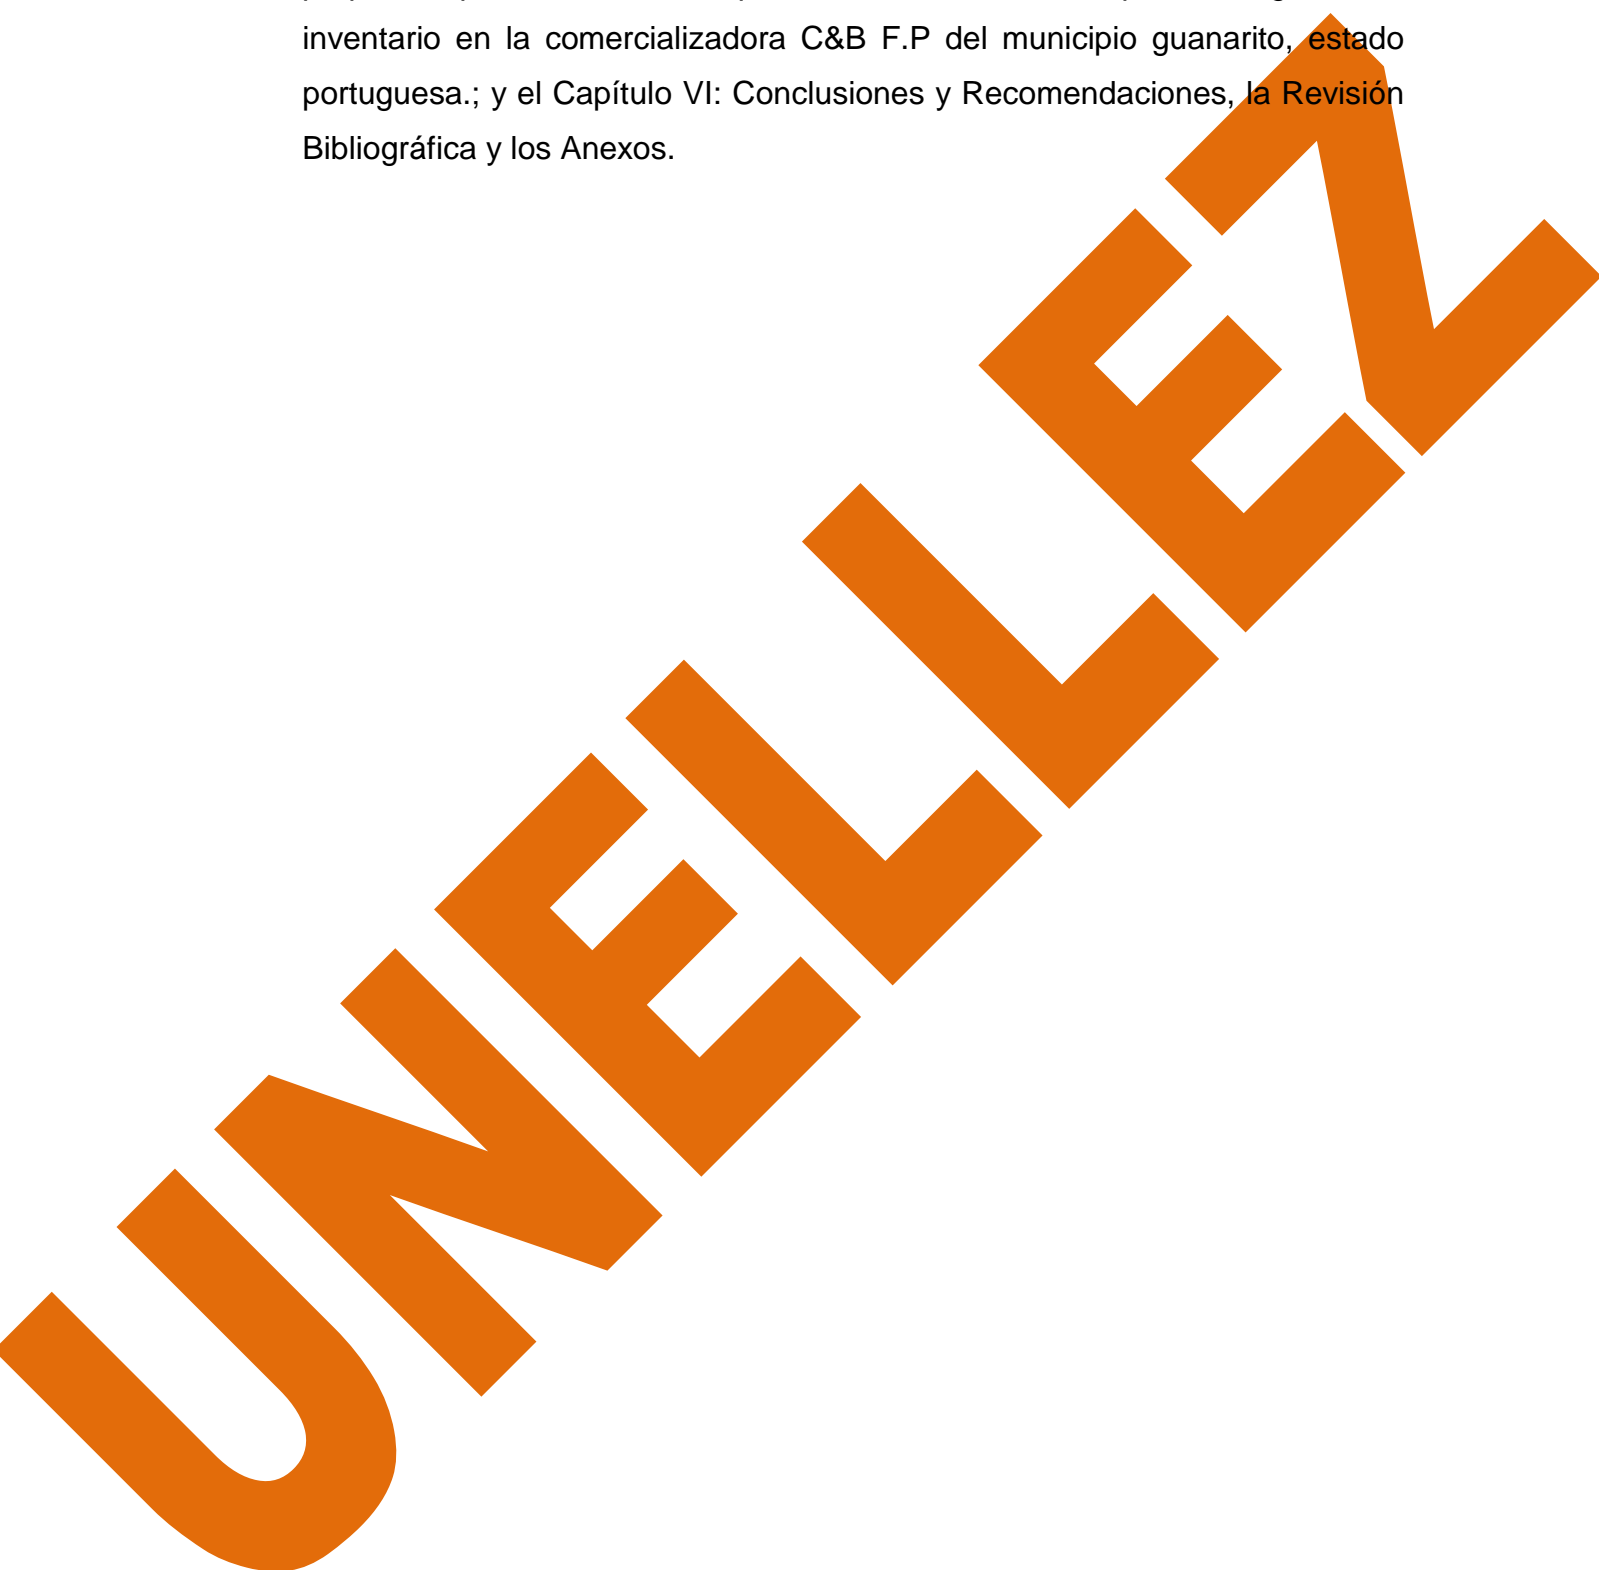 inventario en la comercializadora C&B F.P del municipio guanarito, estado
portuguesa.; y el Capítulo VI: Conclusiones y Recomendaciones, la Revisión
Bibliográfica y los Anexos.
UNELLEZ